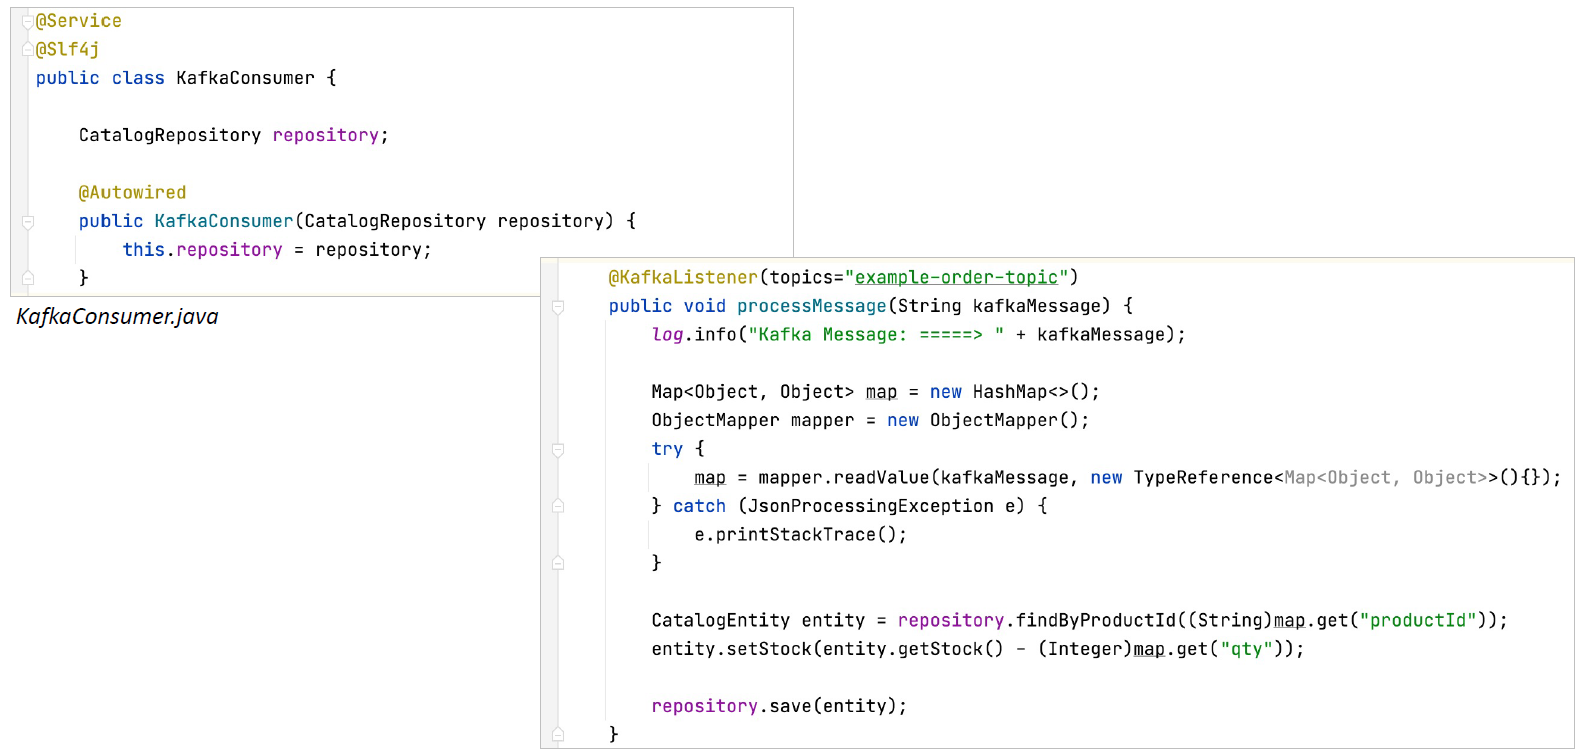 @Service
@Slf4j
public class KafkaConsumer {
CatalogRepository repository;
@Autowired
public KafkaConsumer(CatalogRepository repository) {
this.repository = repository;
}
KafkaConsumer.java
@KafkaListener(topics="example-order-topic")
public void processMessage(String kafkaMessage) {
log.info("Kafka Message: =====> " + kafkaMessage);
Map<Object, Object> map = new HashMap<>();
ObjectMapper mapper = new ObjectMapper();
try {
map = mapper.readValue(kafkaMessage, new TypeReference<Map<Object, Object>>(){});
} catch (JsonProcessingException e) {
e.printStackTrace();
}
CatalogEntity entity = repository.findByProductId((String)map.get("productId"));
entity.setStock(entity.getStock() - (Integer)map.get("qty"));
repository.save(entity);
}